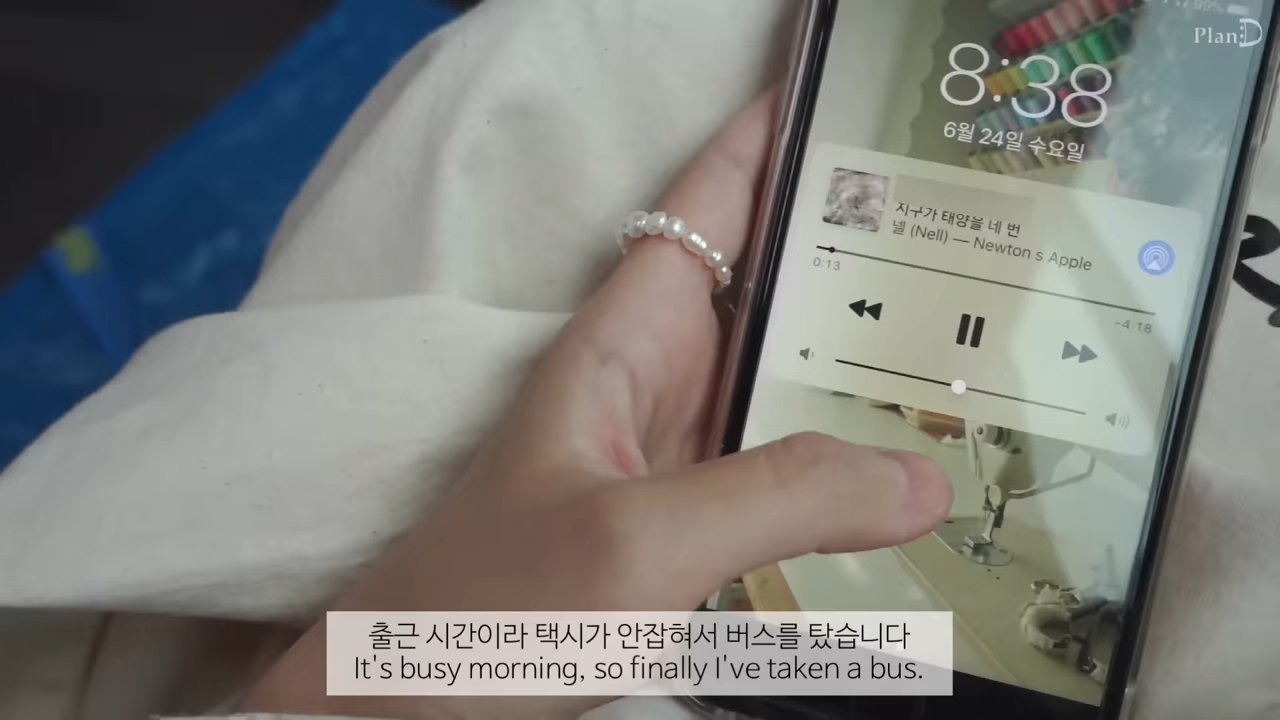 99%
PlanD
8:38
6월 24일 수요일
지구가 태양을 네 번
넬 (Nell) — Newton s Apple
0:13
-4:18
출근 시간이라 택시가 안잡혀서 버스를 탔습니다
It's busy morning, so finally I've taken a bus.